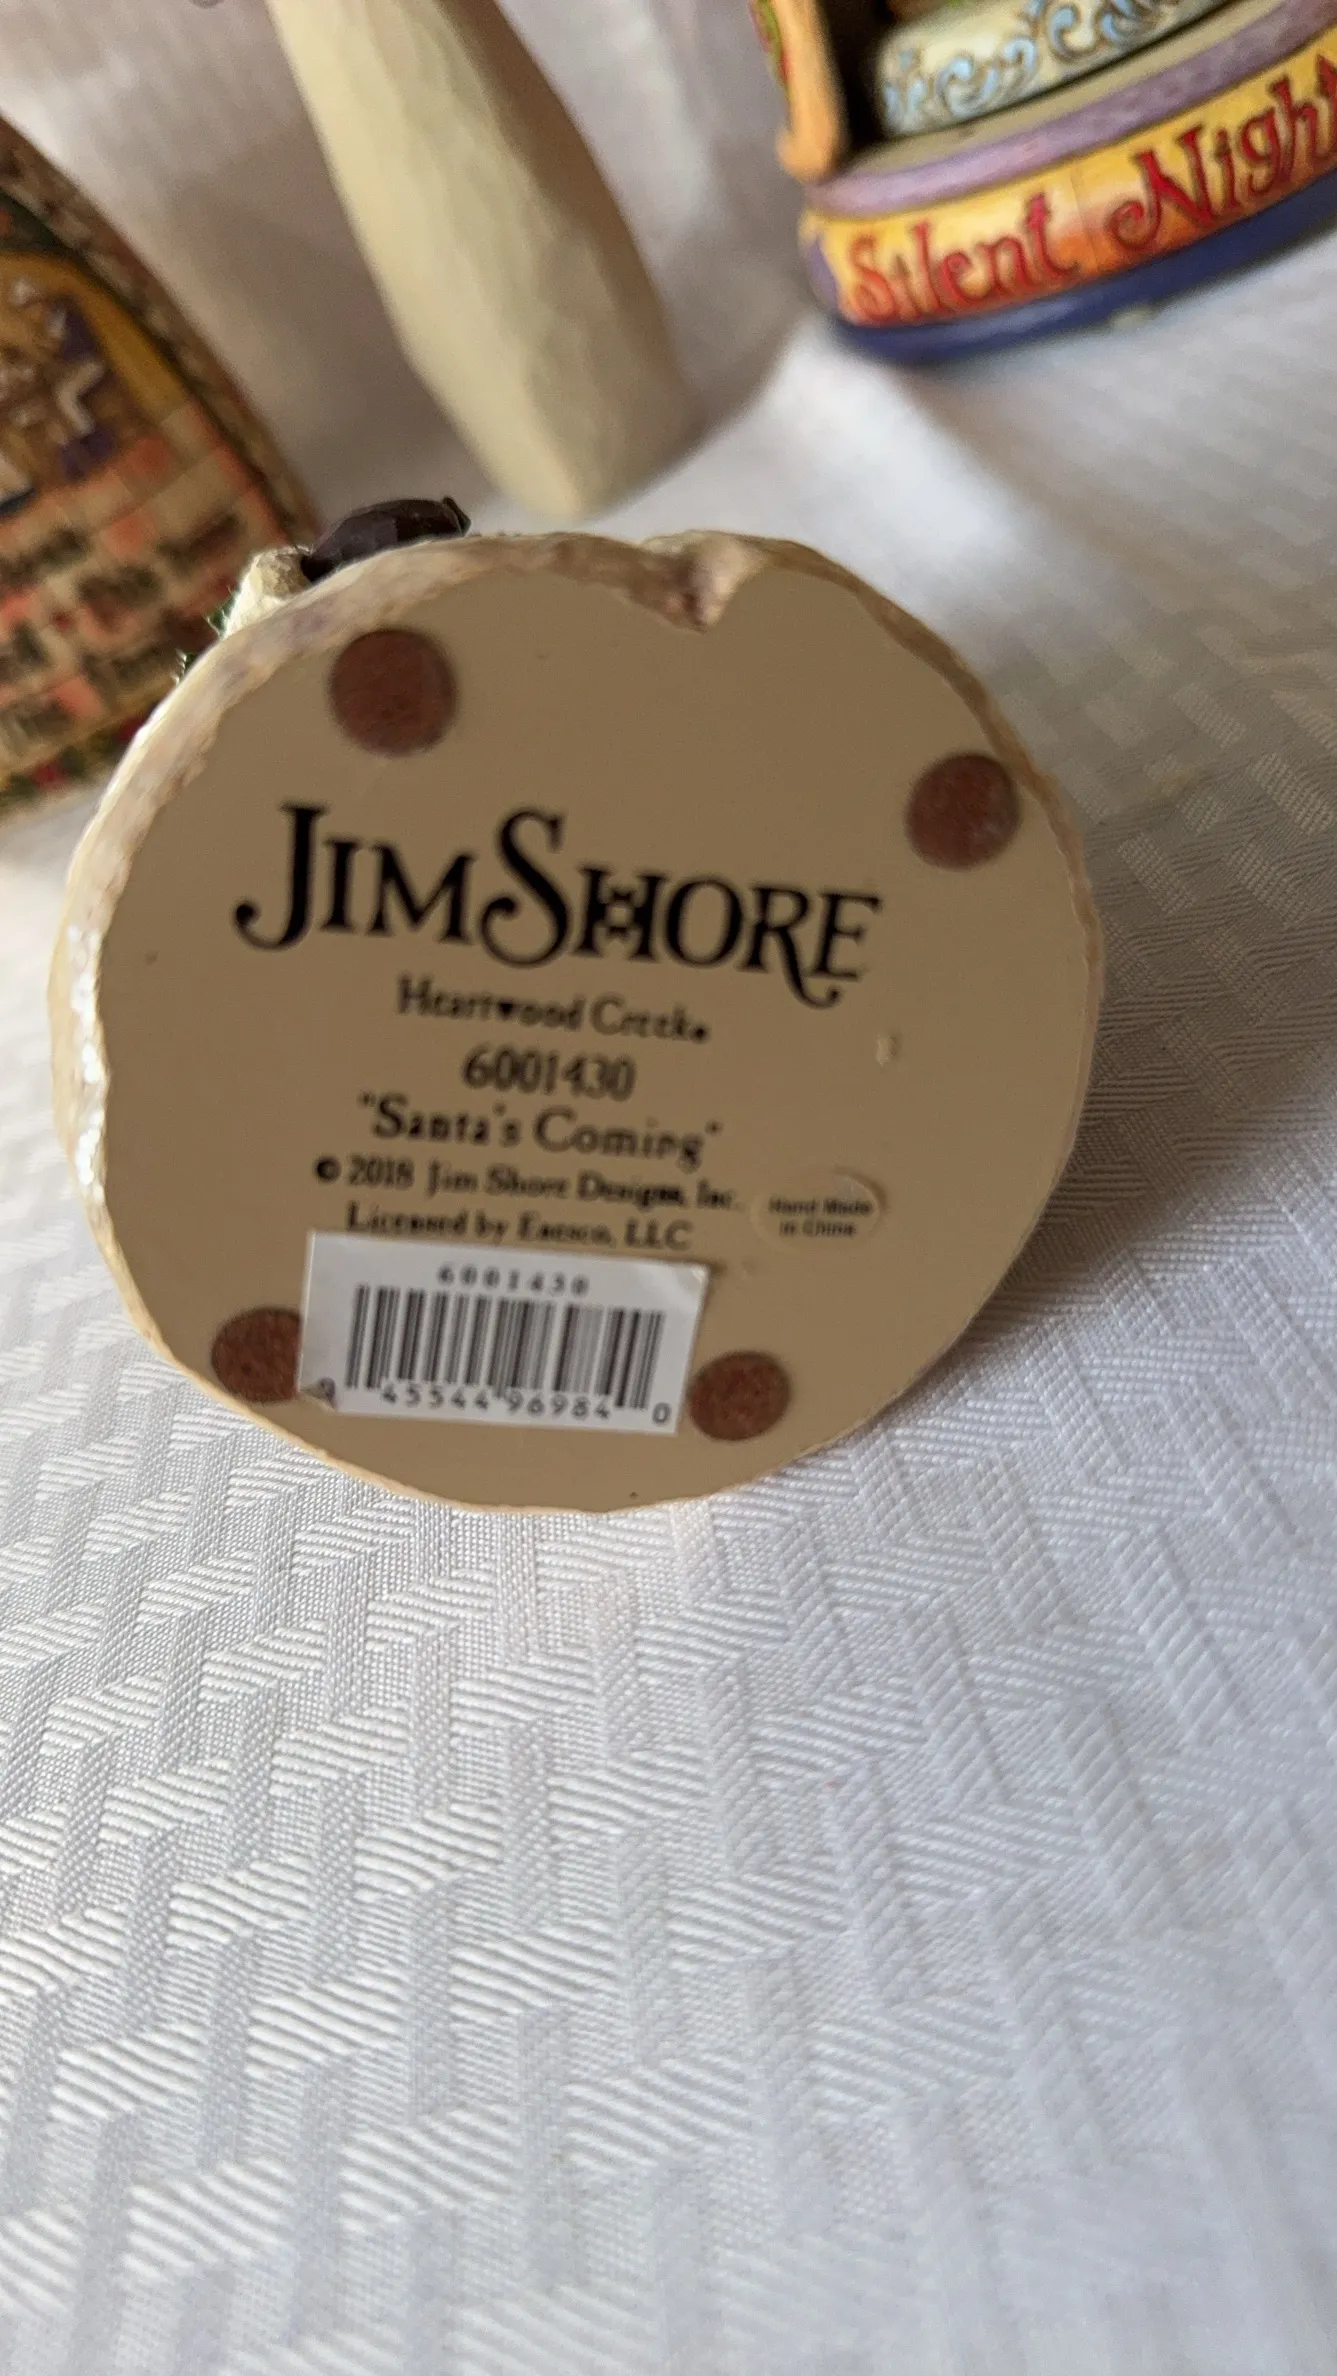 Silent Night
JIM SHORE
Heartwood Creek®
6001430
"Santa's Coming"
© 2018 Jim Shore Designs, Inc.
Licensed by Enesco, LLC
Hand Made
in China
6001430
45544 96984 0